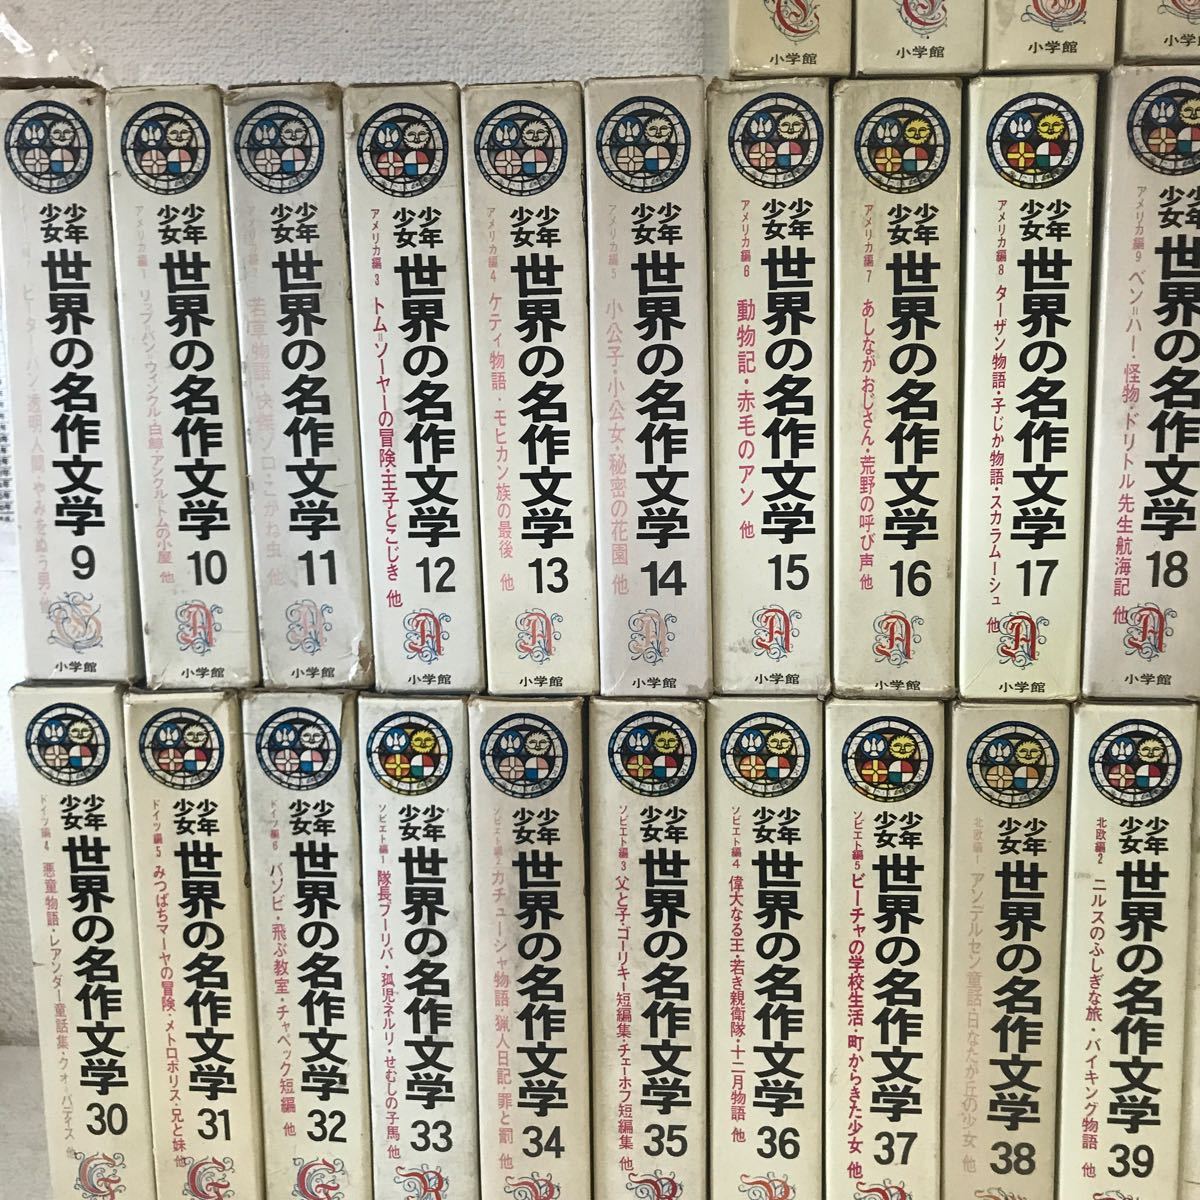 小学館
小学館
小学館
小学館
少年少女 世界の名作文学 9
ピーター・パン・透明人間・やみをぬう男 他
小学館
少年少女 世界の名作文学 10
アメリカ編1 リップ=バン=ウィンクル・白鯨・アンクル=トムの小屋 他
小学館
少年少女 世界の名作文学 11
アメリカ編2 若草物語・快傑ゾロ・こがね虫 他
小学館
少年少女 世界の名作文学 12
アメリカ編3 トム=ソーヤーの冒険・王子とこじき 他
小学館
少年少女 世界の名作文学 13
アメリカ編4 ケティ物語・モヒカン族の最後 他
小学館
少年少女 世界の名作文学 14
アメリカ編5 小公子・小公女・秘密の花園 他
小学館
少年少女 世界の名作文学 15
アメリカ編6 動物記・赤毛のアン 他
小学館
少年少女 世界の名作文学 16
アメリカ編7 あしながおじさん・荒野の呼び声 他
小学館
少年少女 世界の名作文学 17
アメリカ編8 ターザン物語・子じか物語・スカラムーシュ 他
小学館
少年少女 世界の名作文学 18
アメリカ編9 ベン=ハー・怪物・ドリトル先生航海記 他
小学館
少年少女 世界の名作文学 30
ドイツ編4 悪童物語・レアンダー童話集・クォ=バディス 他
少年少女 世界の名作文学 31
ドイツ編5 みつばちマーヤの冒険・メトロポリス・兄と妹 他
少年少女 世界の名作文学 32
ドイツ編6 バンビ・飛ぶ教室・チャペック短編 他
少年少女 世界の名作文学 33
ソビエト編1 隊長ブーリバ・孤児ネルリ・せむしの子馬 他
少年少女 世界の名作文学 34
ソビエト編2 カチューシャ物語・猟人日記・罪と罰 他
少年少女 世界の名作文学 35
ソビエト編3 父と子・ゴーリキー短編集・チェーホフ短編集 他
少年少女 世界の名作文学 36
ソビエト編4 偉大なる王・若き親衛隊・十二月物語 他
少年少女 世界の名作文学 37
ソビエト編5 ビーチャの学校生活・町からきた少女 他
少年少女 世界の名作文学 38
北欧編1 アンデルセン童話・日なたが丘の少女 他
少年少女 世界の名作文学 39
北欧編2 ニルスのふしぎな旅・バイキング物語 他